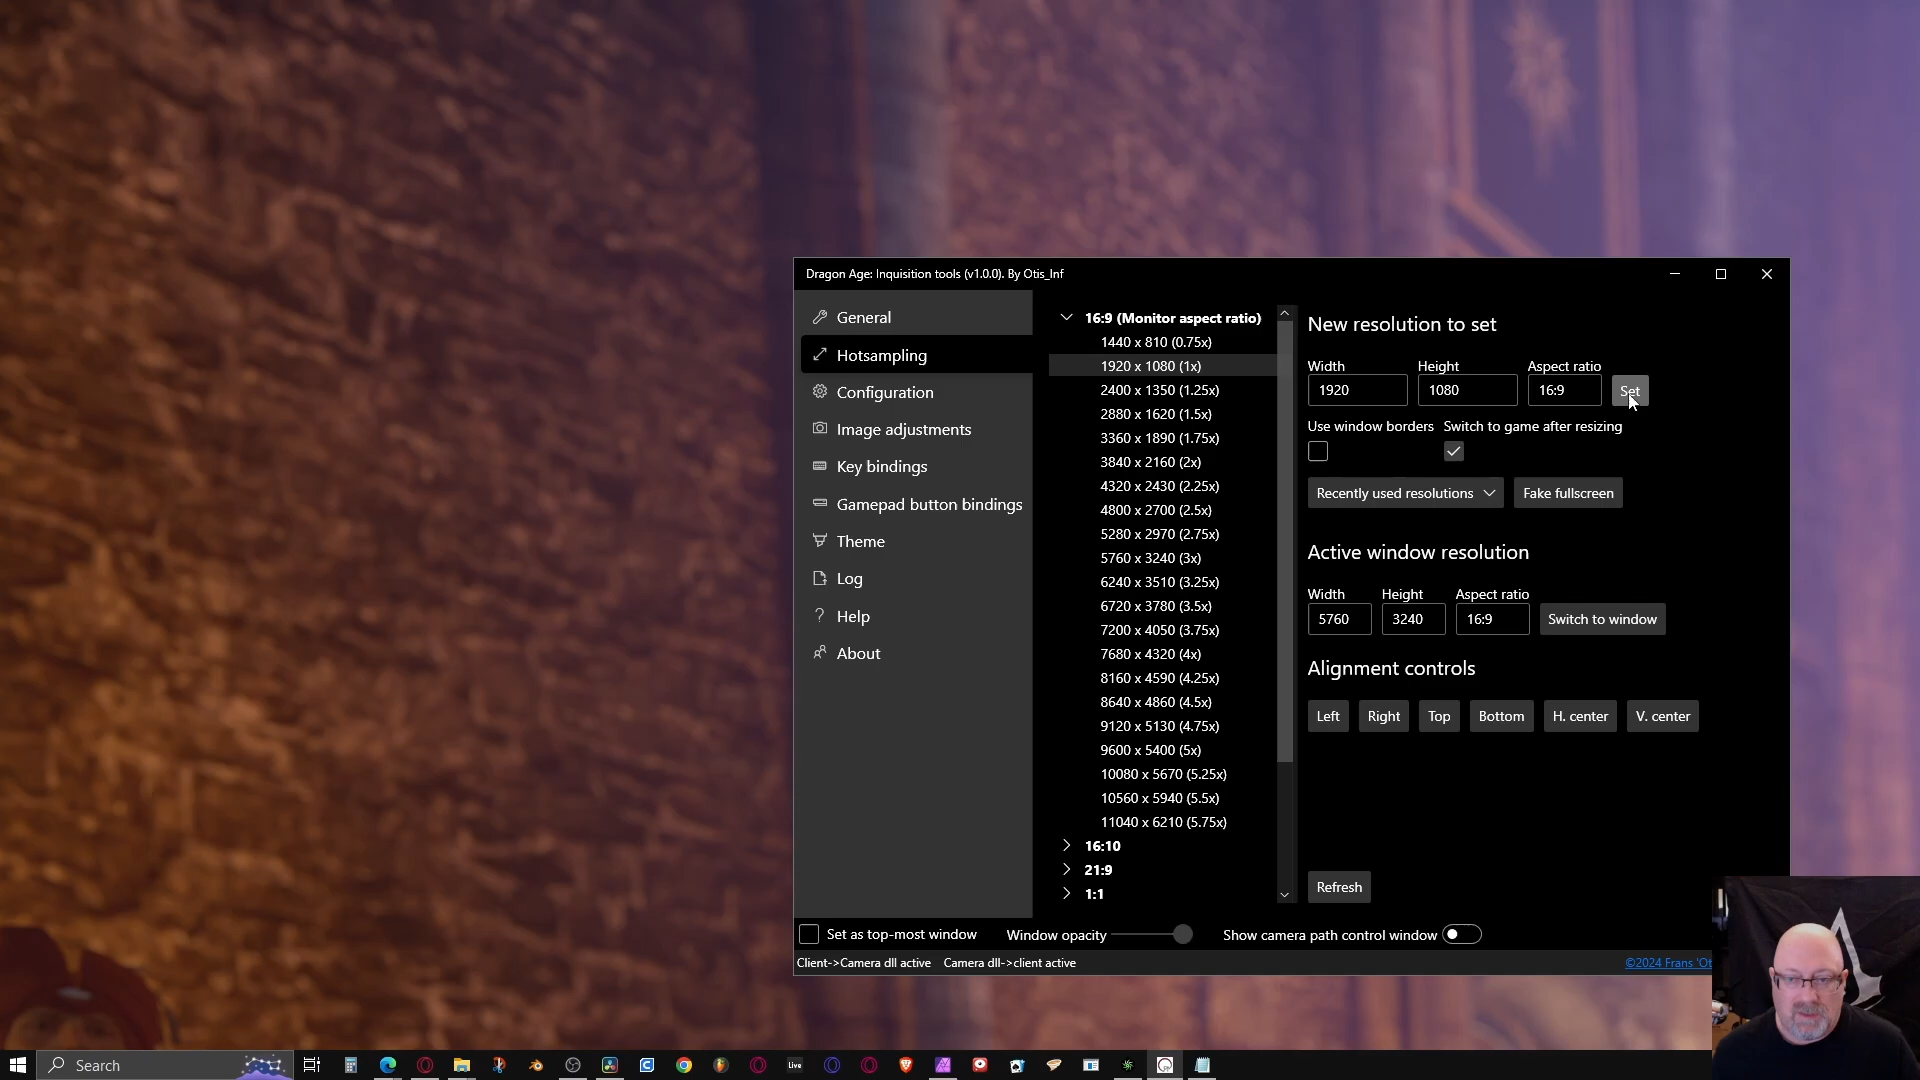 Dragon Age: Inquisition tools (v1.0.0). By Otis_Inf
General
Hotsampling
Configuration
Image adjustments
Key bindings
Gamepad button bindings
Theme
Log
Help
About
16:9 (Monitor aspect ratio)
1440 x 810 (0.75x)
1920 x 1080 (1x)
2400 x 1350 (1.25x)
2880 x 1620 (1.5x)
3360 x 1890 (1.75x)
3840 x 2160 (2x)
4320 x 2430 (2.25x)
4800 x 2700 (2.5x)
5280 x 2970 (2.75x)
5760 x 3240 (3x)
6240 x 3510 (3.25x)
6720 x 3780 (3.5x)
7200 x 4050 (3.75x)
7680 x 4320 (4x)
8160 x 4590 (4.25x)
8640 x 4860 (4.5x)
9120 x 5130 (4.75x)
9600 x 5400 (5x)
10080 x 5670 (5.25x)
10560 x 5940 (5.5x)
11040 x 6210 (5.75x)
16:10
21:9
1:1
New resolution to set
Width Height Aspect ratio
1920 1080 16:9 Set
Use window borders Switch to game after resizing
Recently used resolutions Fake fullscreen
Active window resolution
Width Height Aspect ratio
5760 3240 16:9 Switch to window
Alignment controls
Left Right Top Bottom H. center V. center
Refresh
Set as top-most window Window opacity Show camera path control window
Client->Camera dll active Camera dll->client active ©2024 Frans 'Ot
Search
Live